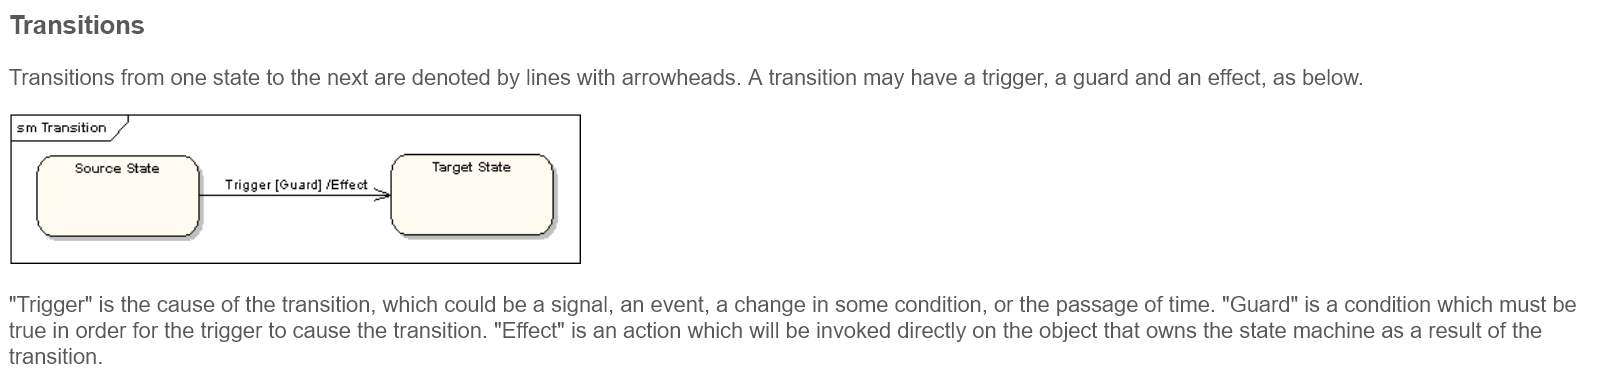 Transitions
Transitions from one state to the next are denoted by lines with arrowheads. A transition may have a trigger, a guard and an effect, as below.
sm Transition
Source State
Trigger [Guard] /Effect
Target State
"Trigger" is the cause of the transition, which could be a signal, an event, a change in some condition, or the passage of time. "Guard" is a condition which must be
true in order for the trigger to cause the transition. "Effect" is an action which will be invoked directly on the object that owns the state machine as a result of the
transition.